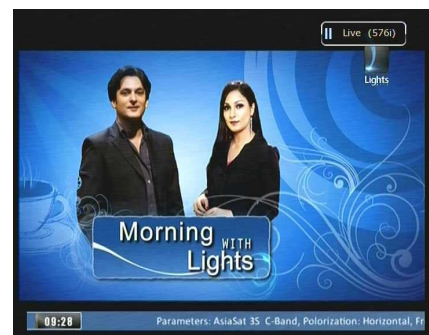 Live (576i)
Lights
Morning WITH
Lights
09:28
Parameters: AsiaSat 3S C-Band, Polorization: Horizontal, Fr